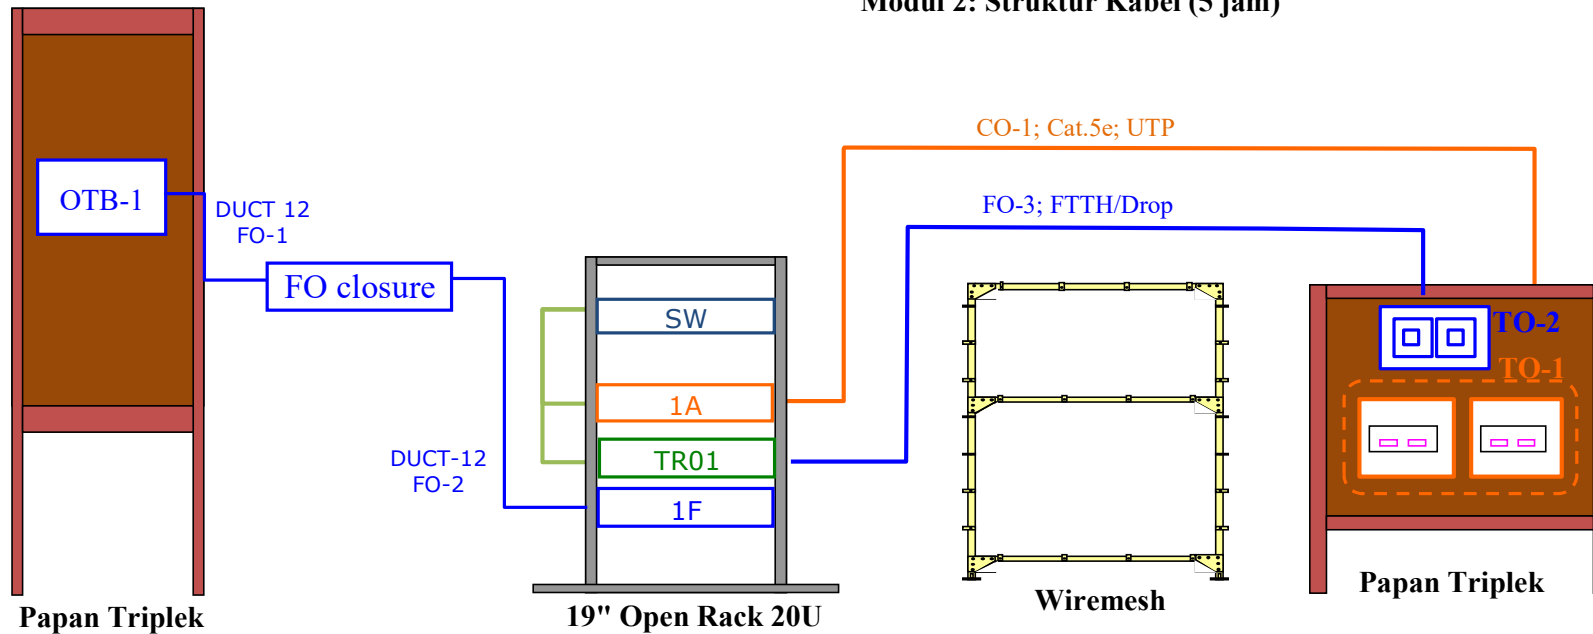 Modul 2: Struktur Kabel (5 jam)
CO-1; Cat.5e; UTP
OTB-1
DUCT 12
FO-1
FO-3; FTTH/Drop
FO closure
SW
1A
TR01
1F
DUCT-12
FO-2
TO-2
TO-1
Papan Triplek
19" Open Rack 20U
Wiremesh
Papan Triplek